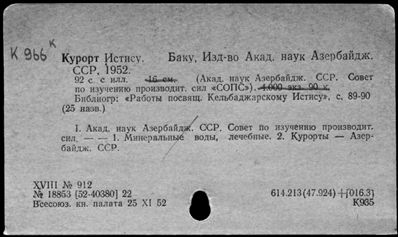 К 966 К
Курорт Истису. Баку, Изд-во Акад. наук Азербайдж.
ССР, 1952.
92 с. с илл. 16 см. (Акад. наук Азербайдж. ССР. Совет
по изучению производит. сил «СОПС»). 4.000 экз. 90 к.
Библиогр: «Работы посвящ. Кельбаджарскому Истису», с. 89-90
(25 назв.)
1. Акад. наук Азербайдж. ССР. Совет по изучению производит.
сил. — — 1. Минеральные воды, лечебные. 2. Курорты — Азер-
байдж. ССР.
XVIII № 912
№ 18853 [52-40380] 22 614.213(47.924)+[016.3]
Всесоюз. кн. палата 25 XI 52 К935